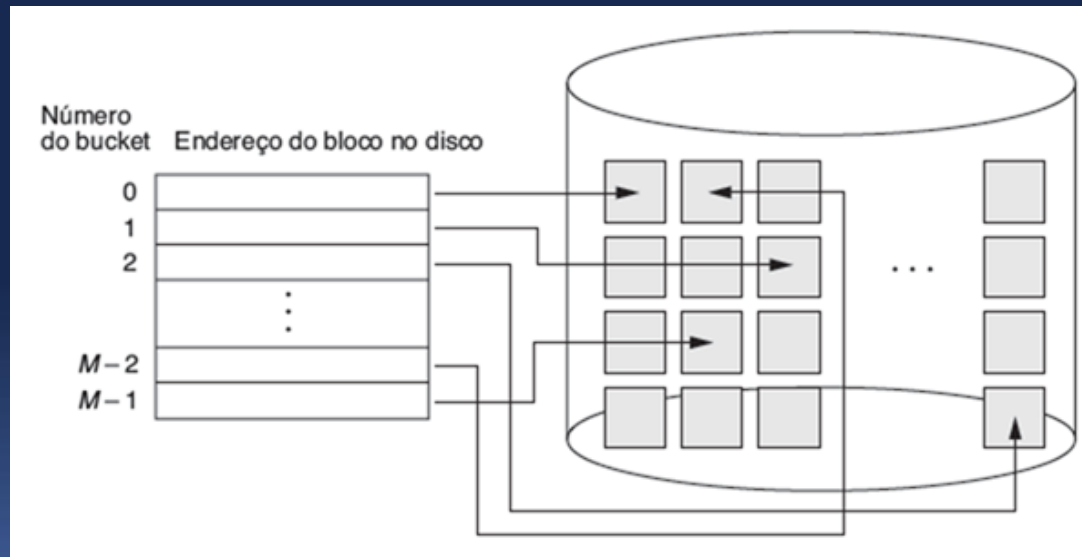 Número
do bucket Endereço do bloco no disco
0
1
2
⋮
M−2
M−1
...